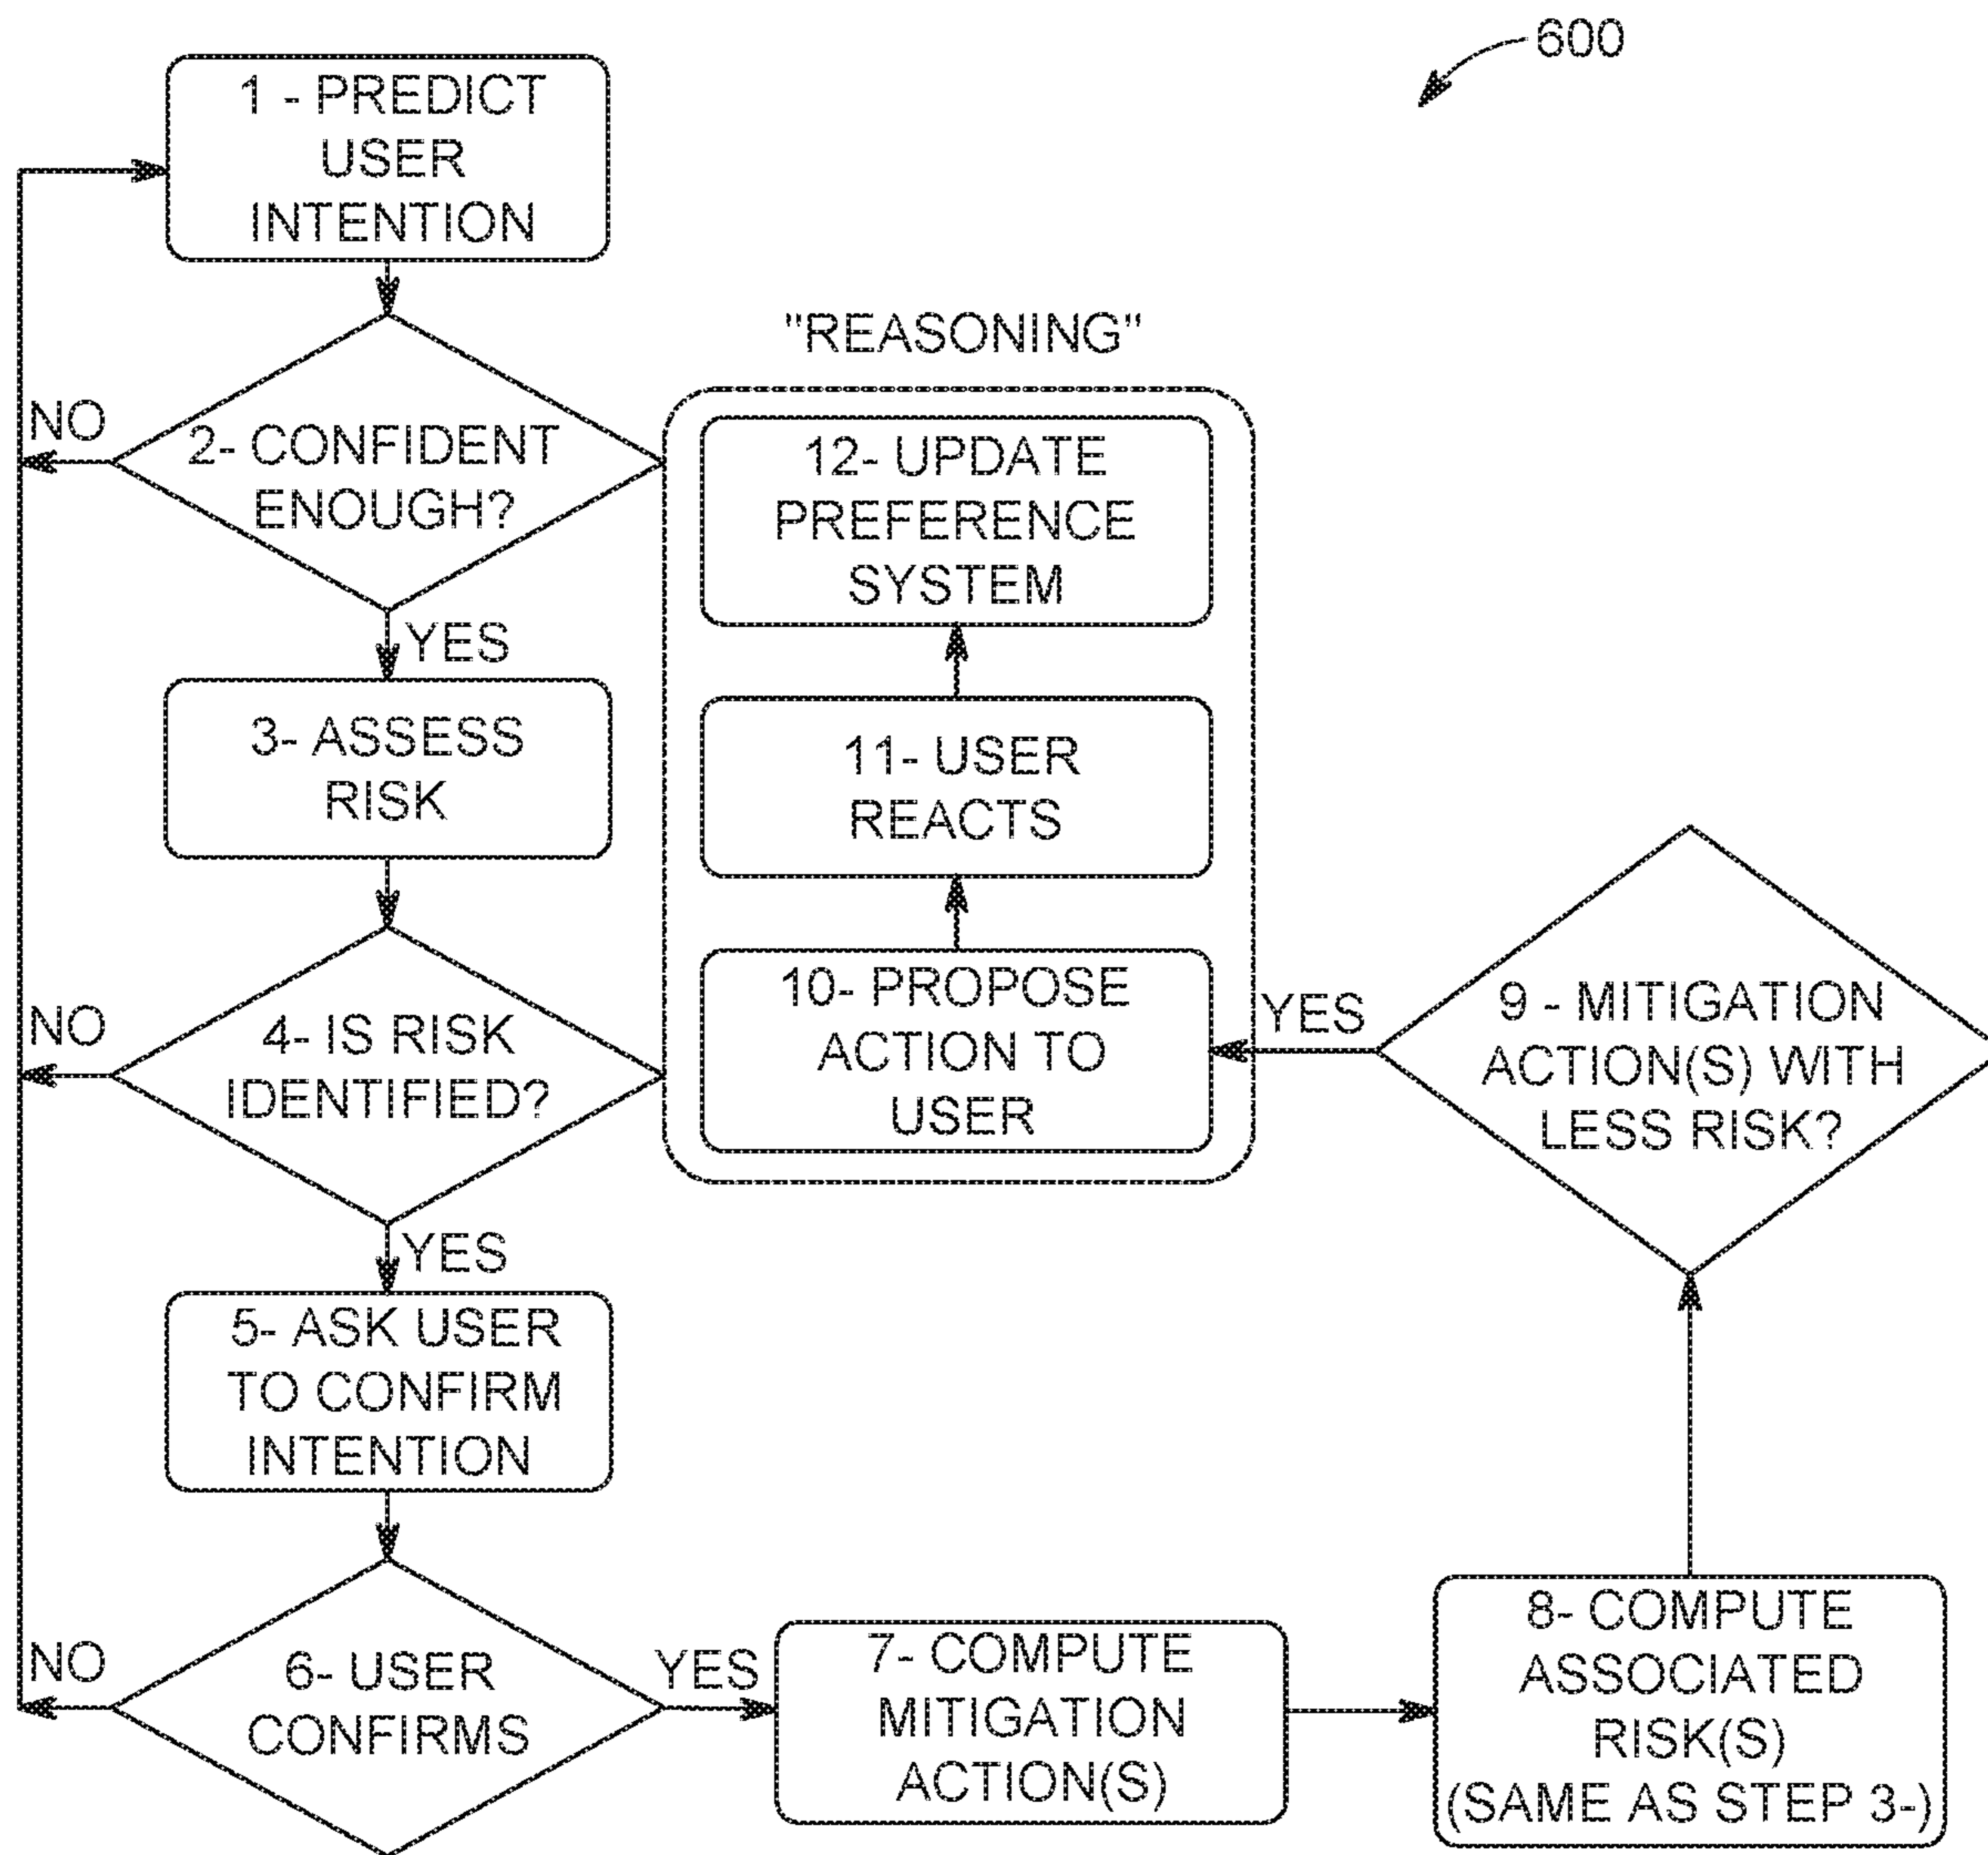 600
1 - PREDICT
USER
INTENTION
NO
2- CONFIDENT
ENOUGH?
YES
3- ASSESS
RISK
NO
4- IS RISK
IDENTIFIED?
YES
5- ASK USER
TO CONFIRM
INTENTION
NO
6- USER
CONFIRMS
YES
7- COMPUTE
MITIGATION
ACTION(S)
8- COMPUTE
ASSOCIATED
RISK(S)
(SAME AS STEP 3-)
9 - MITIGATION
ACTION(S) WITH
LESS RISK?
YES
"REASONING"
10- PROPOSE
ACTION TO
USER
11- USER
REACTS
12- UPDATE
PREFERENCE
SYSTEM